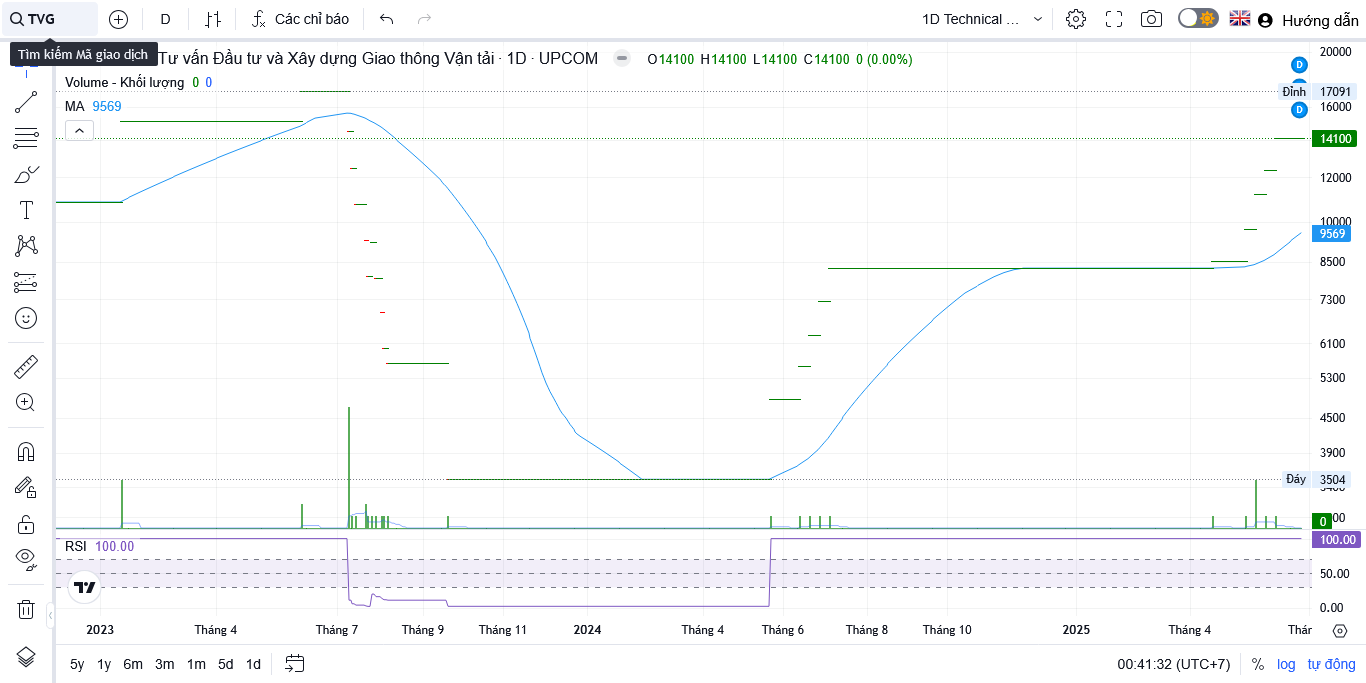 TVG D Các chỉ báo 1D Technical ... Hướng dẫn
Tìm kiếm Mã giao dịch
Tư vấn Đầu tư và Xây dựng Giao thông Vận tải · 1D · UPCOM O14100 H14100 L14100 C14100 0 (0.00%)
Volume - Khối lượng 0 0
MA 9569
20000
D
Đỉnh 17091
16000
D
14100
12000
10000
9569
8500
7300
6100
5300
4500
3900
Đáy 3504
0
RSI 100.00
100.00
50.00
0.00
2023 Tháng 4 Tháng 7 Tháng 9 Tháng 11 2024 Tháng 4 Tháng 6 Tháng 8 Tháng 10 2025 Tháng 4 Thár
5y 1y 6m 3m 1m 5d 1d 00:41:32 (UTC+7) % log tự động